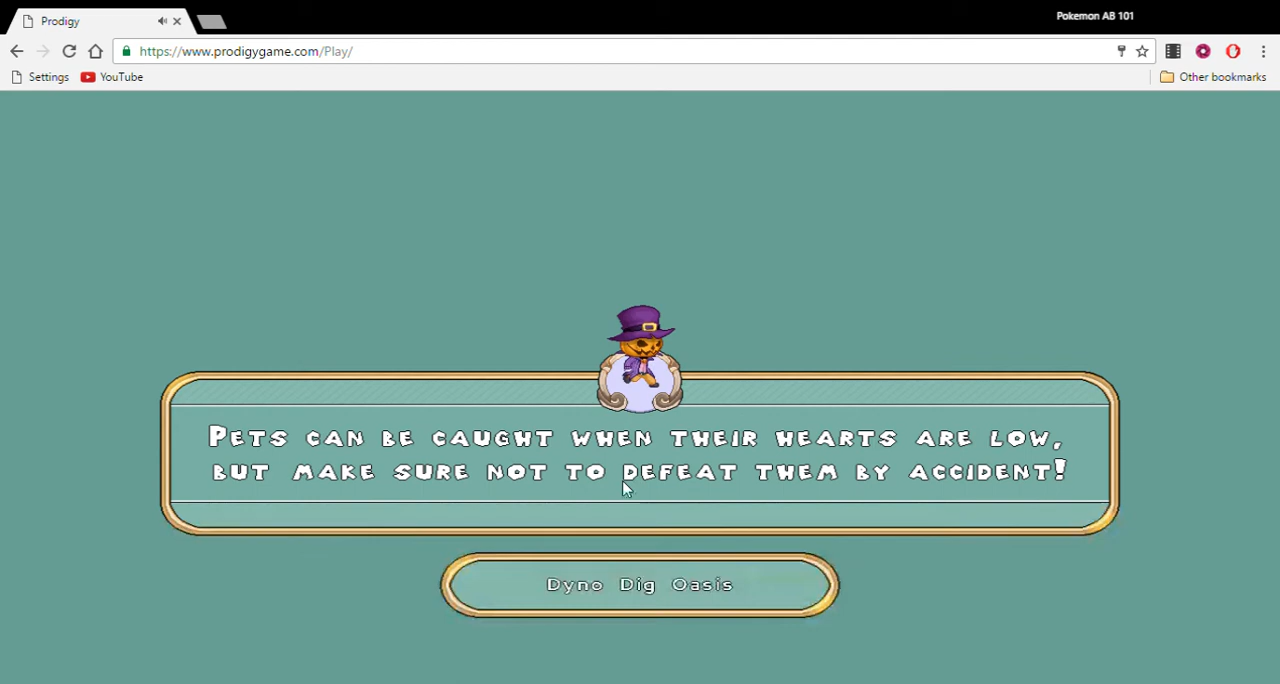 Prodigy
Pokemon AB 101
https://www.prodigygame.com/Play/
Settings YouTube Other bookmarks
Pets can be caught when their hearts are low,
but make sure not to defeat them by accident!
Dyno Dig Oasis